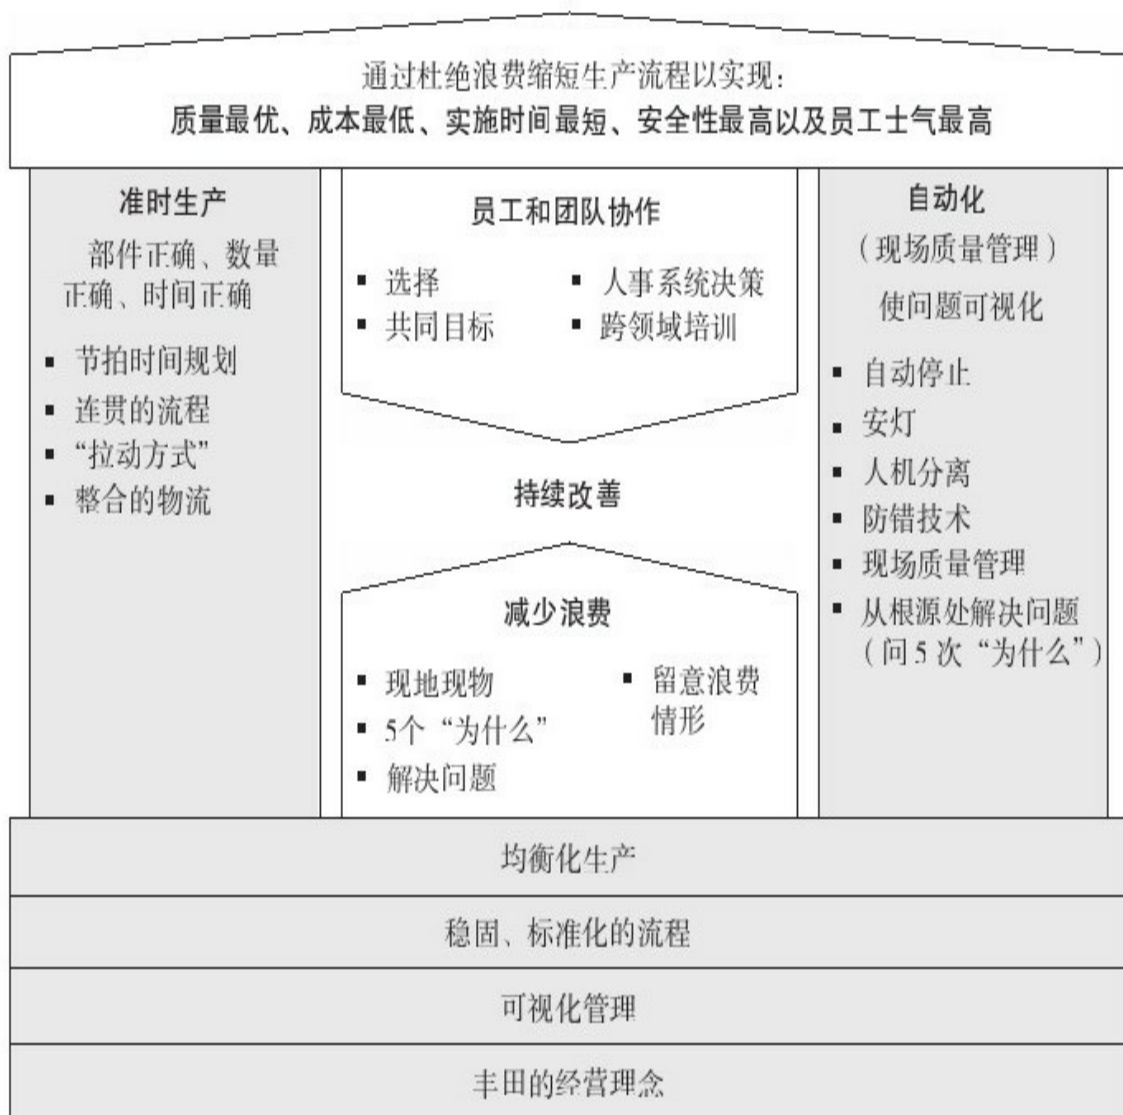 通过杜绝浪费缩短生产流程以实现：
质量最优、成本最低、实施时间最短、安全性最高以及员工士气最高
准时生产
部件正确、数量
正确、时间正确
▪ 节拍时间规划
▪ 连贯的流程
▪ “拉动方式”
▪ 整合的物流
员工和团队协作
▪ 选择
▪ 共同目标
▪ 人事系统决策
▪ 跨领域培训
持续改善
减少浪费
▪ 现地现物
▪ 5个“为什么”
▪ 解决问题
▪ 留意浪费
情形
自动化
（现场质量管理）
使问题可视化
▪ 自动停止
▪ 安灯
▪ 人机分离
▪ 防错技术
▪ 现场质量管理
▪ 从根源处解决问题
（问5次“为什么”）
均衡化生产
稳固、标准化的流程
可视化管理
丰田的经营理念